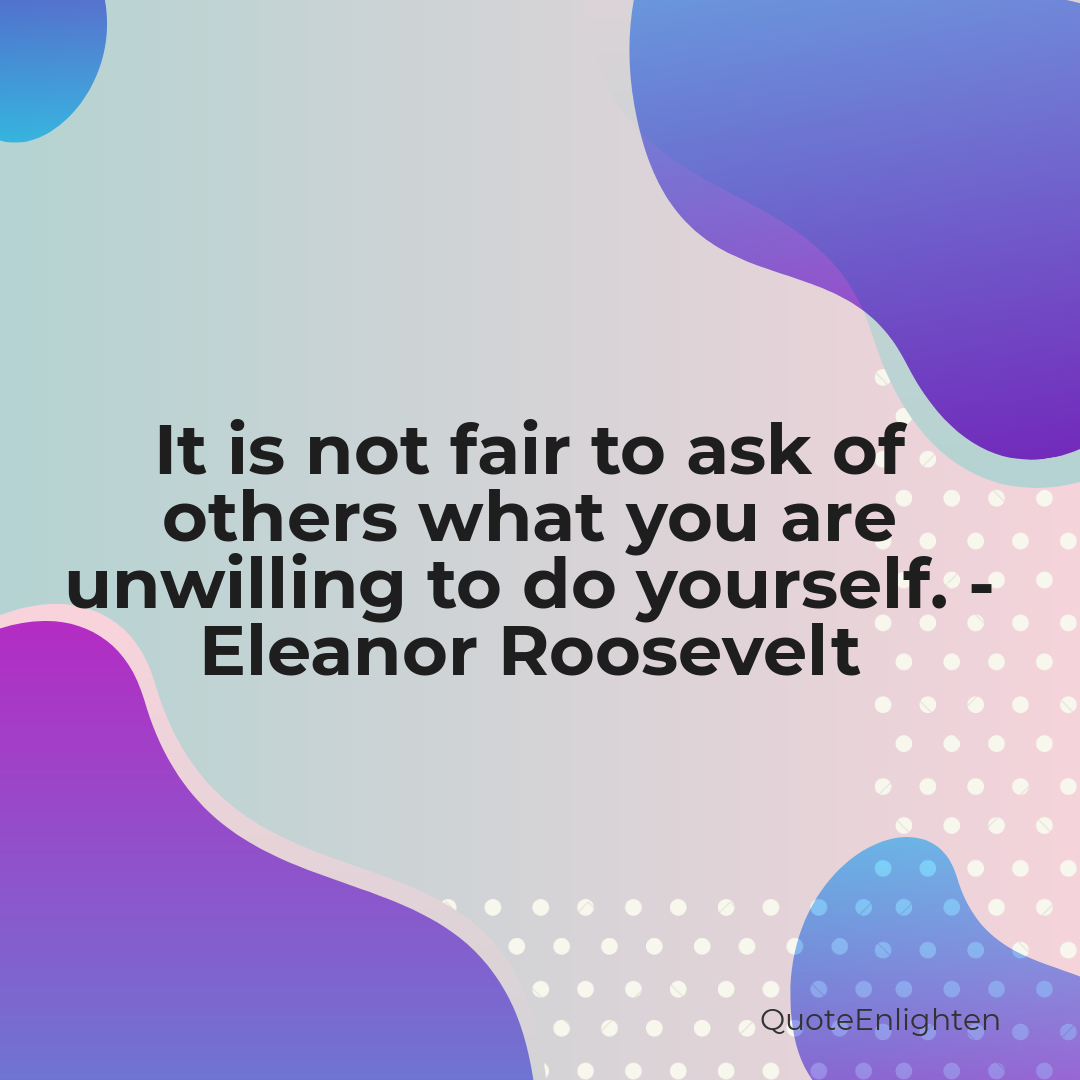 It is not fair to ask of
others what you are
unwilling to do yourself. -
Eleanor Roosevelt
QuoteEnlighten